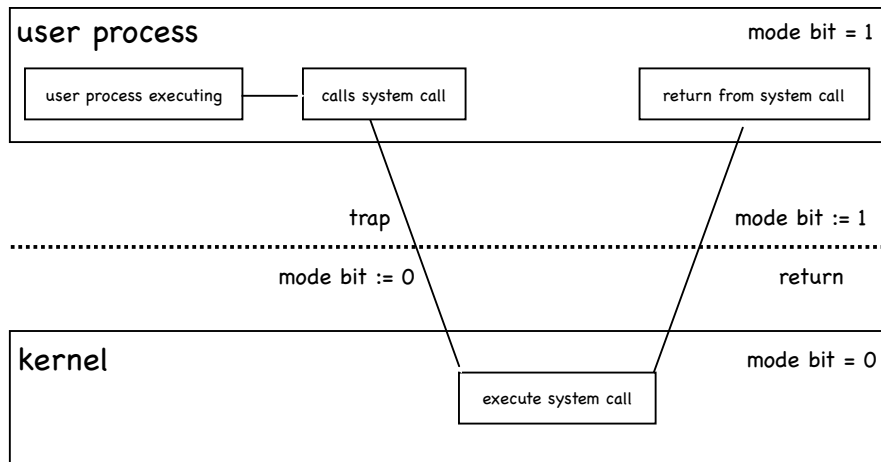 user process
mode bit = 1
user process executing
calls system call
return from system call
trap
mode bit := 1
mode bit := 0
return
kernel
mode bit = 0
execute system call